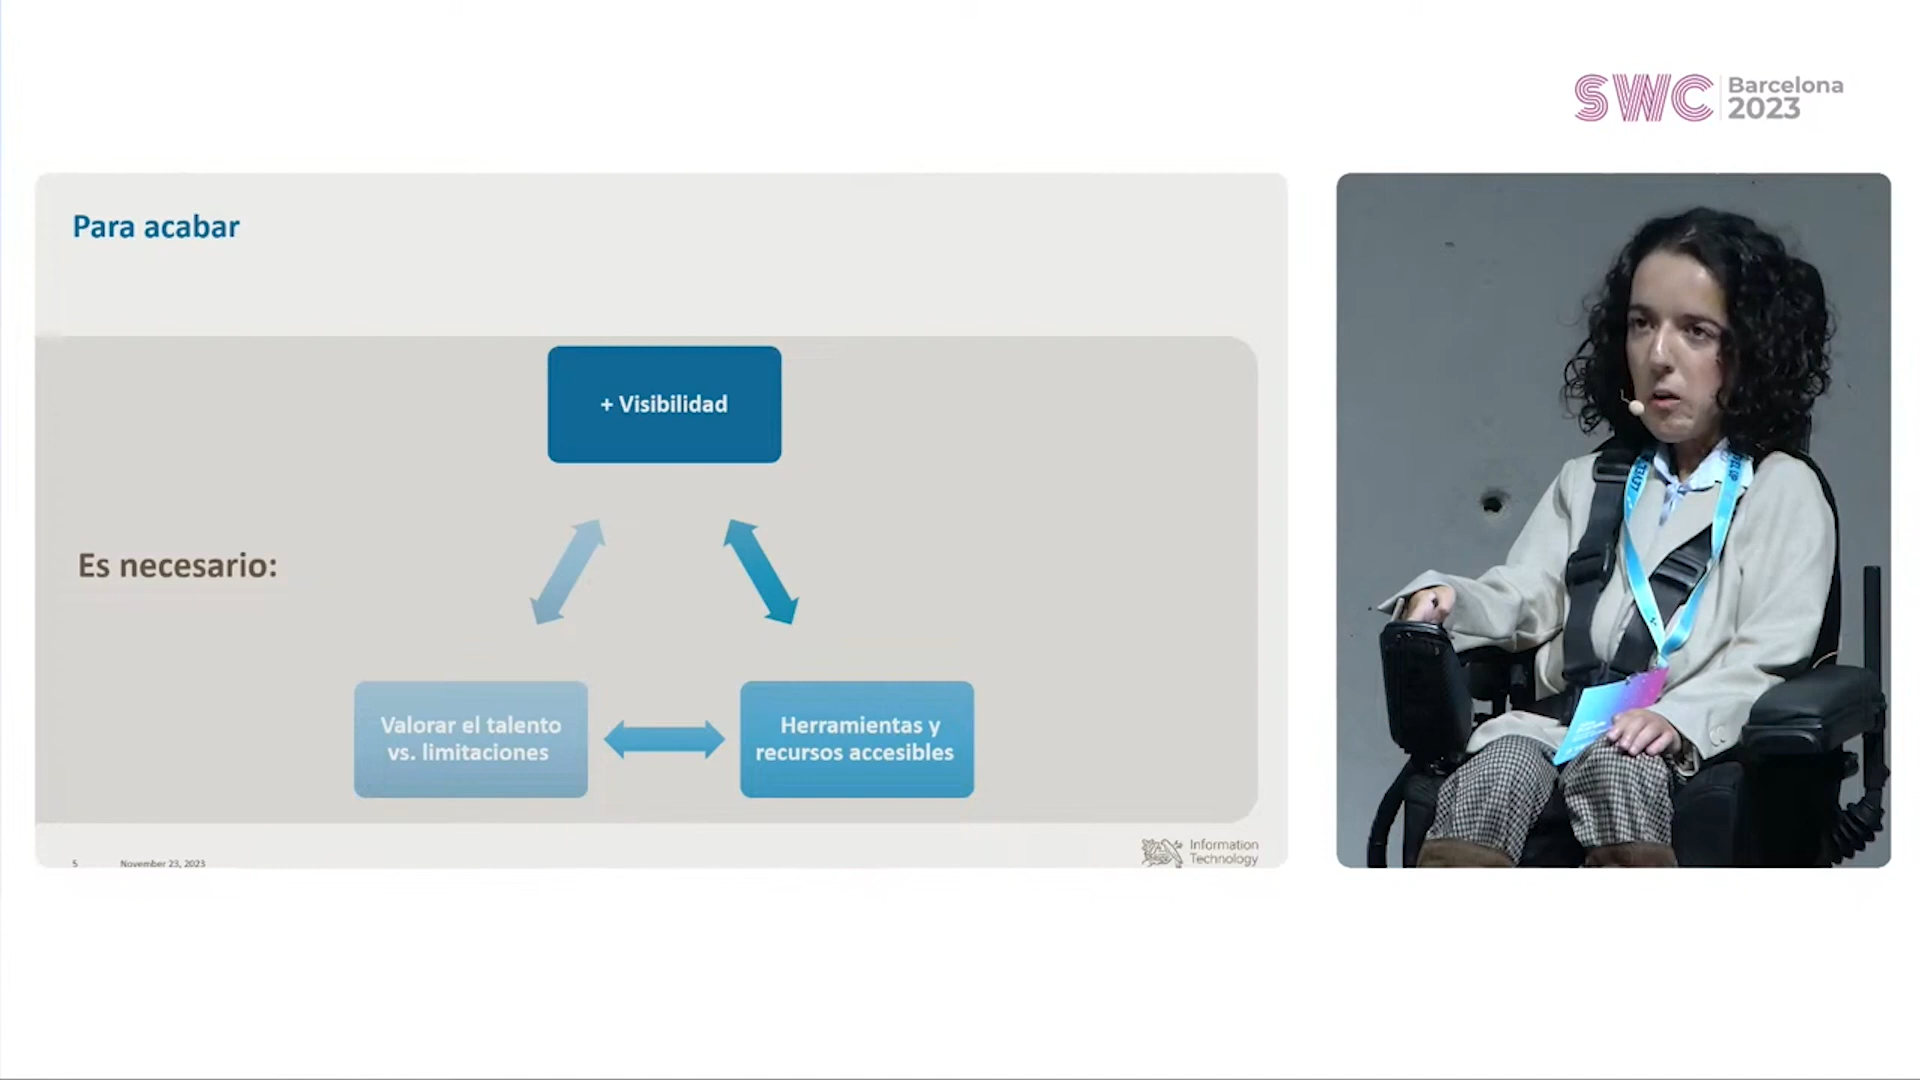 SWC
Barcelona
2023
Para acabar
+ Visibilidad
Es necesario:
Valorar el talento
vs. limitaciones
Herramientas y
recursos accesibles
5
November 23, 2023
Information
Technology